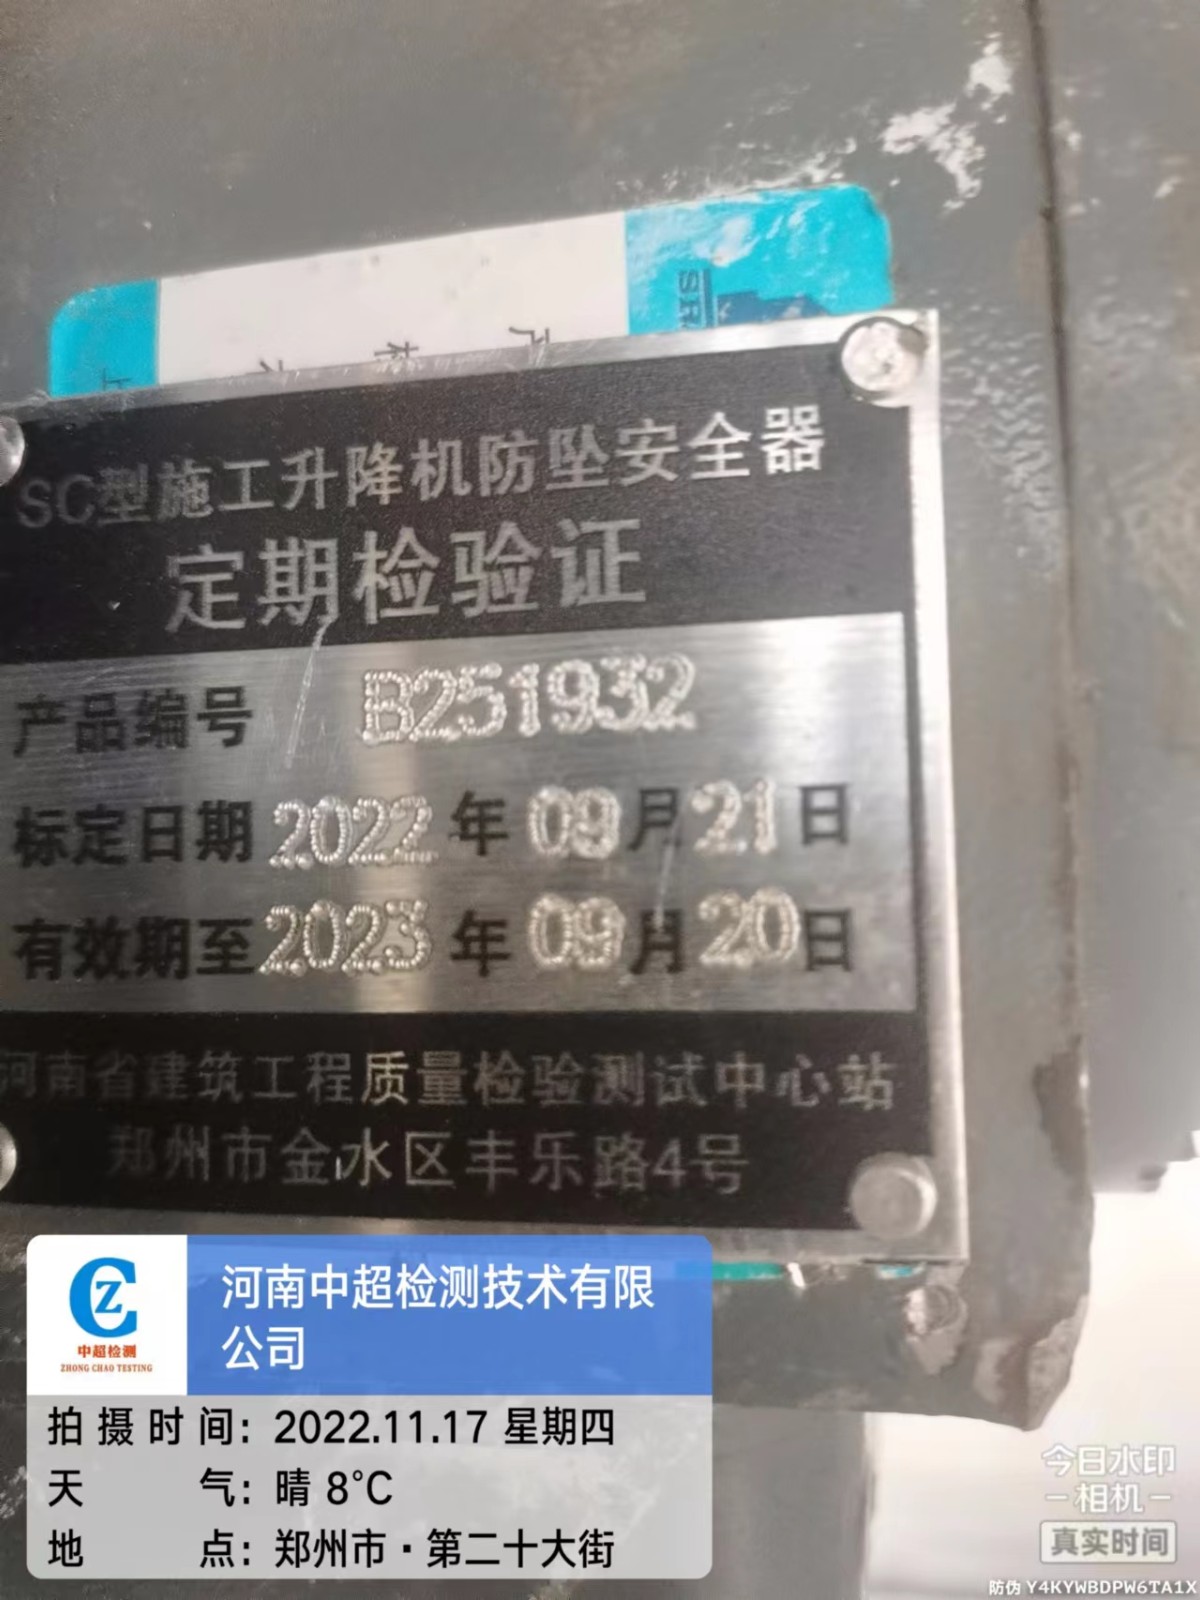 SC型施工升降机防坠安全器
定期检验证
产品编号 B251932
标定日期 2022 年 09 月 21 日
有效期至 2023 年 09 月 20 日
河南省建筑工程质量检验测试中心站
郑州市金水区丰乐路4号
CZ
中超检测
ZHONG CHAO TESTING
河南中超检测技术有限
公司
拍摄时间：2022.11.17 星期四
天气：晴 8°C
地点：郑州市·第二十大街
今日水印
相机
真实时间
防伪 Y4KYWBDPW6TA1X